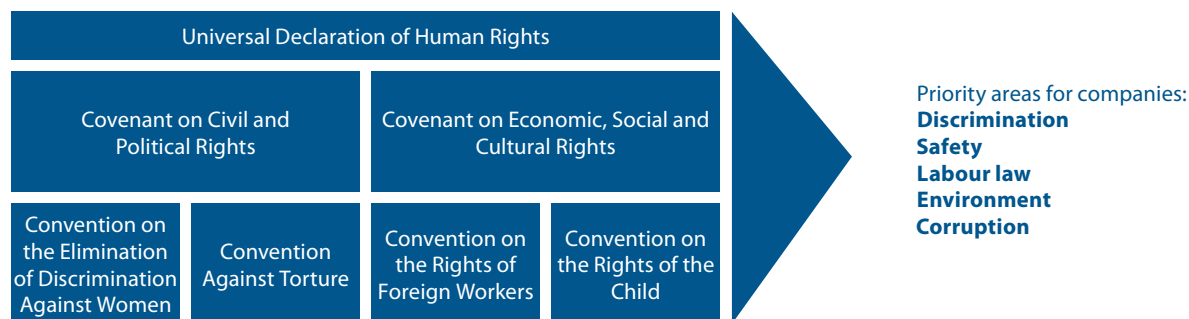 Universal Declaration of Human Rights
Covenant on Civil and
Political Rights
Covenant on Economic, Social and
Cultural Rights
Convention on
the Elimination
of Discrimination
Against Women
Convention
Against Torture
Convention on
the Rights of
Foreign Workers
Convention on
the Rights of the
Child
Priority areas for companies:
Discrimination
Safety
Labour law
Environment
Corruption